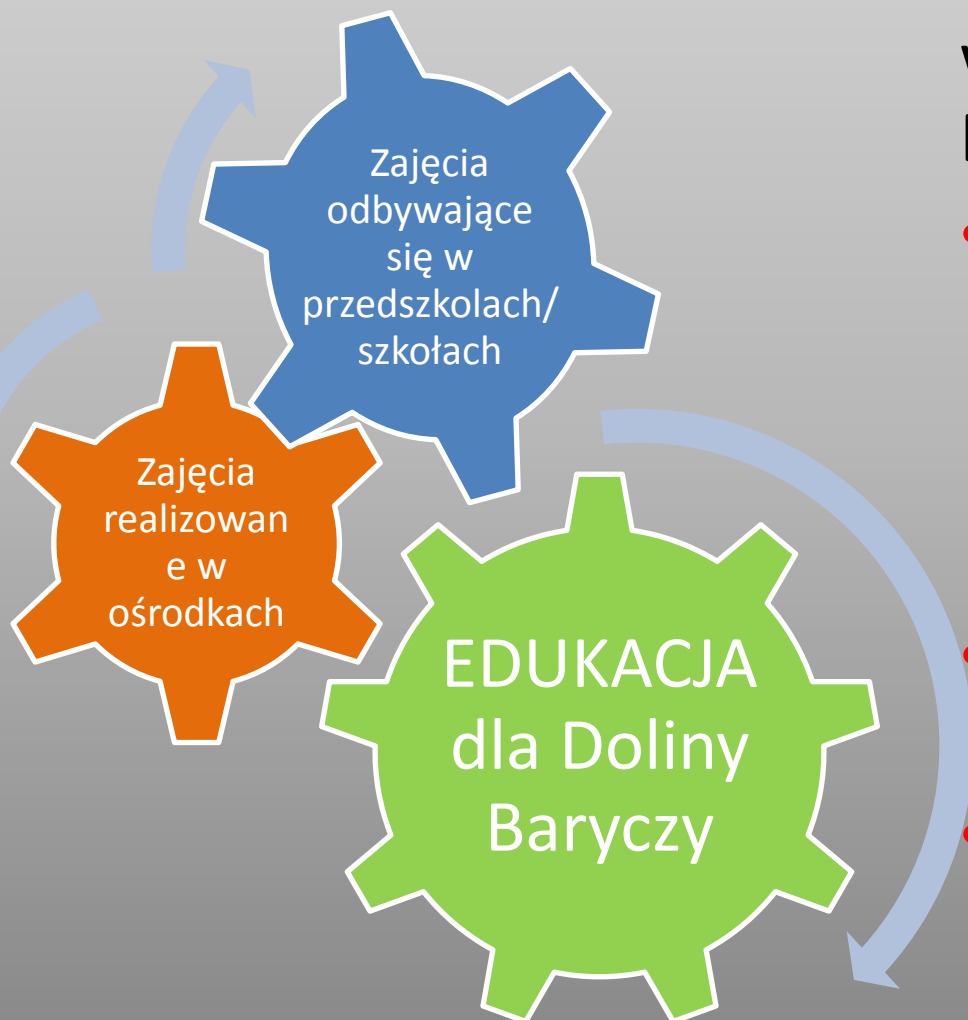 Zajęcia
odbywające
się w
przedszkolach/
szkołach
Zajęcia
realizowan
e w
ośrodkach
EDUKACJA
dla Doliny
Baryczy